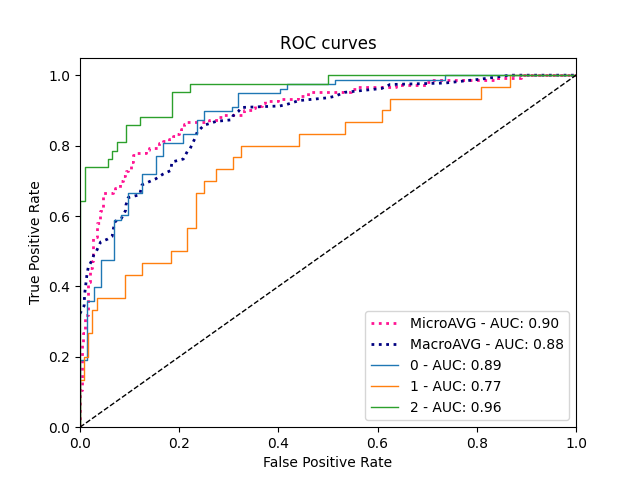 ROC curves
True Positive Rate
1.0
0.8
0.6
0.4
0.2
0.0
MicroAVG - AUC: 0.90
MacroAVG - AUC: 0.88
0 - AUC: 0.89
1 - AUC: 0.77
2 - AUC: 0.96
0.0 0.2 0.4 0.6 0.8 1.0
False Positive Rate